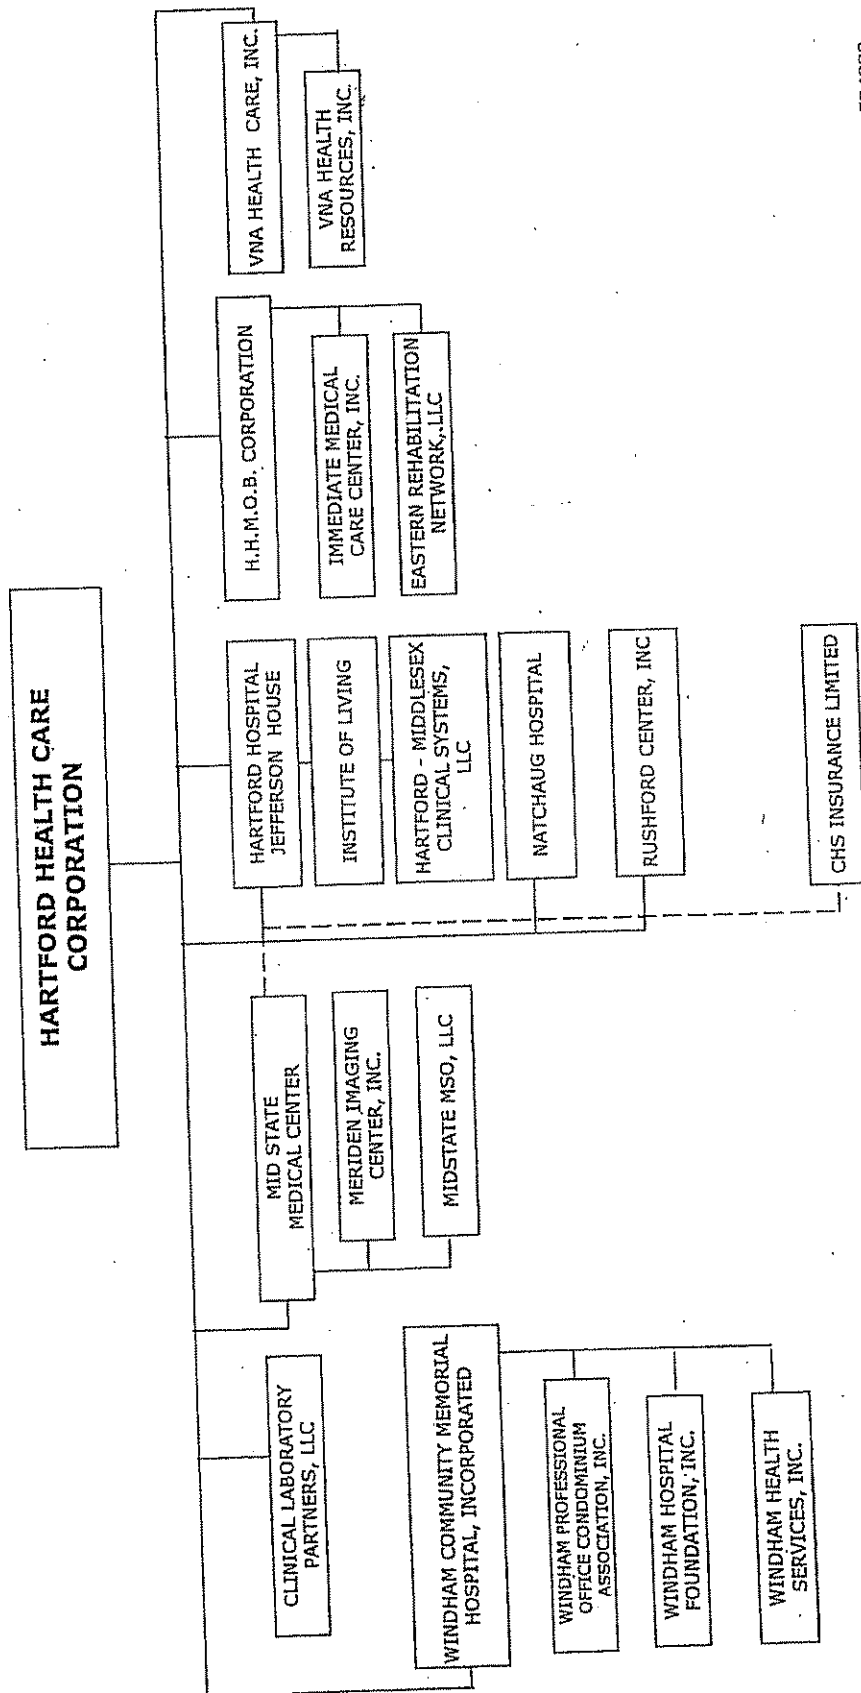 HARTFORD HEALTH CARE
CORPORATION
CLINICAL LABORATORY
PARTNERS, LLC
WINDHAM COMMUNITY MEMORIAL
HOSPITAL, INCORPORATED
WINDHAM PROFESSIONAL
OFFICE CONDOMINIUM
ASSOCIATION, INC.
WINDHAM HOSPITAL
FOUNDATION, INC.
WINDHAM HEALTH
SERVICES, INC.
MID STATE
MEDICAL CENTER
MERIDEN IMAGING
CENTER, INC.
MIDSTATE MSO, LLC
HARTFORD HOSPITAL
JEFFERSON HOUSE
INSTITUTE OF LIVING
HARTFORD - MIDDLESEX
CLINICAL SYSTEMS,
LLC
NATCHAUG HOSPITAL
RUSHFORD CENTER, INC
CHS INSURANCE LIMITED
H.H.M.O.B. CORPORATION
IMMEDIATE MEDICAL
CARE CENTER, INC.
EASTERN REHABILITATION
NETWORK, LLC
VNA HEALTH CARE, INC.
VNA HEALTH
RESOURCES, INC.